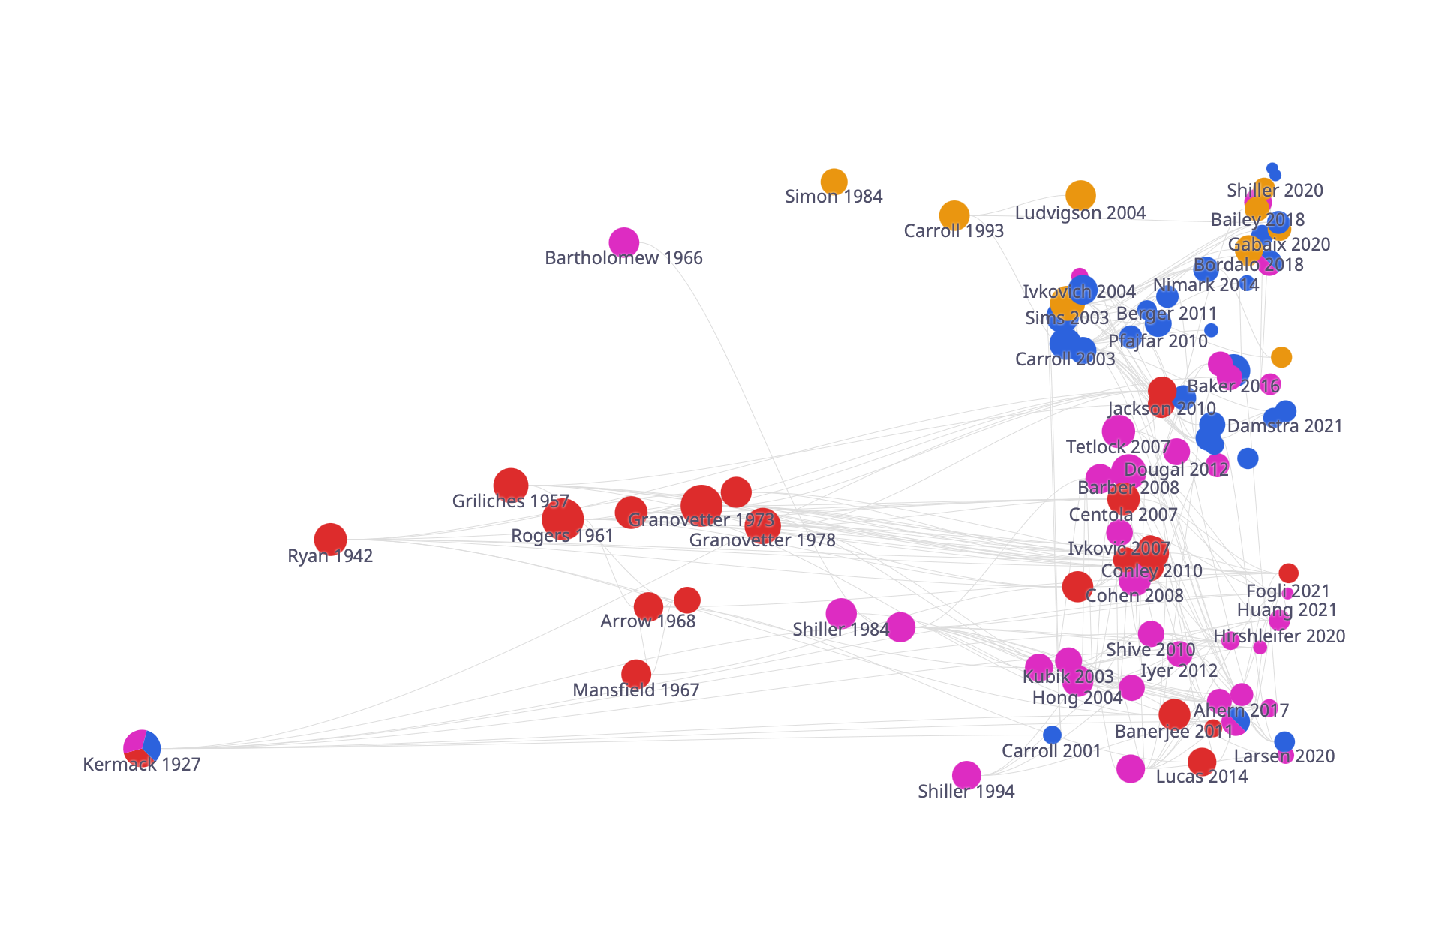 Simon 1984
Shiller 2020
Ludvigson 2004
Bailey 2018
Carroll 1993
Gabaix 2020
Bartholomew 1966
Bordalo 2018
Nimark 2014
Ivkovich 2004
Berger 2011
Sims 2003
Pfajfar 2010
Carroll 2003
Baker 2016
Jackson 2010
Damstra 2021
Tetlock 2007
Dougal 2012
Barber 2008
Griliches 1957
Centola 2007
Granovetter 1973
Rogers 1961
Granovetter 1978
Ivkovic 2007
Ryan 1942
Conley 2010
Fogli 2021
Cohen 2008
Huang 2021
Arrow 1968
Shiller 1984
Hirshleifer 2020
Shive 2010
Iyer 2012
Kubik 2003
Mansfield 1967
Hong 2004
Ahern 2017
Banerjee 2011
Carroll 2001
Larsen 2020
Kermack 1927
Lucas 2014
Shiller 1994